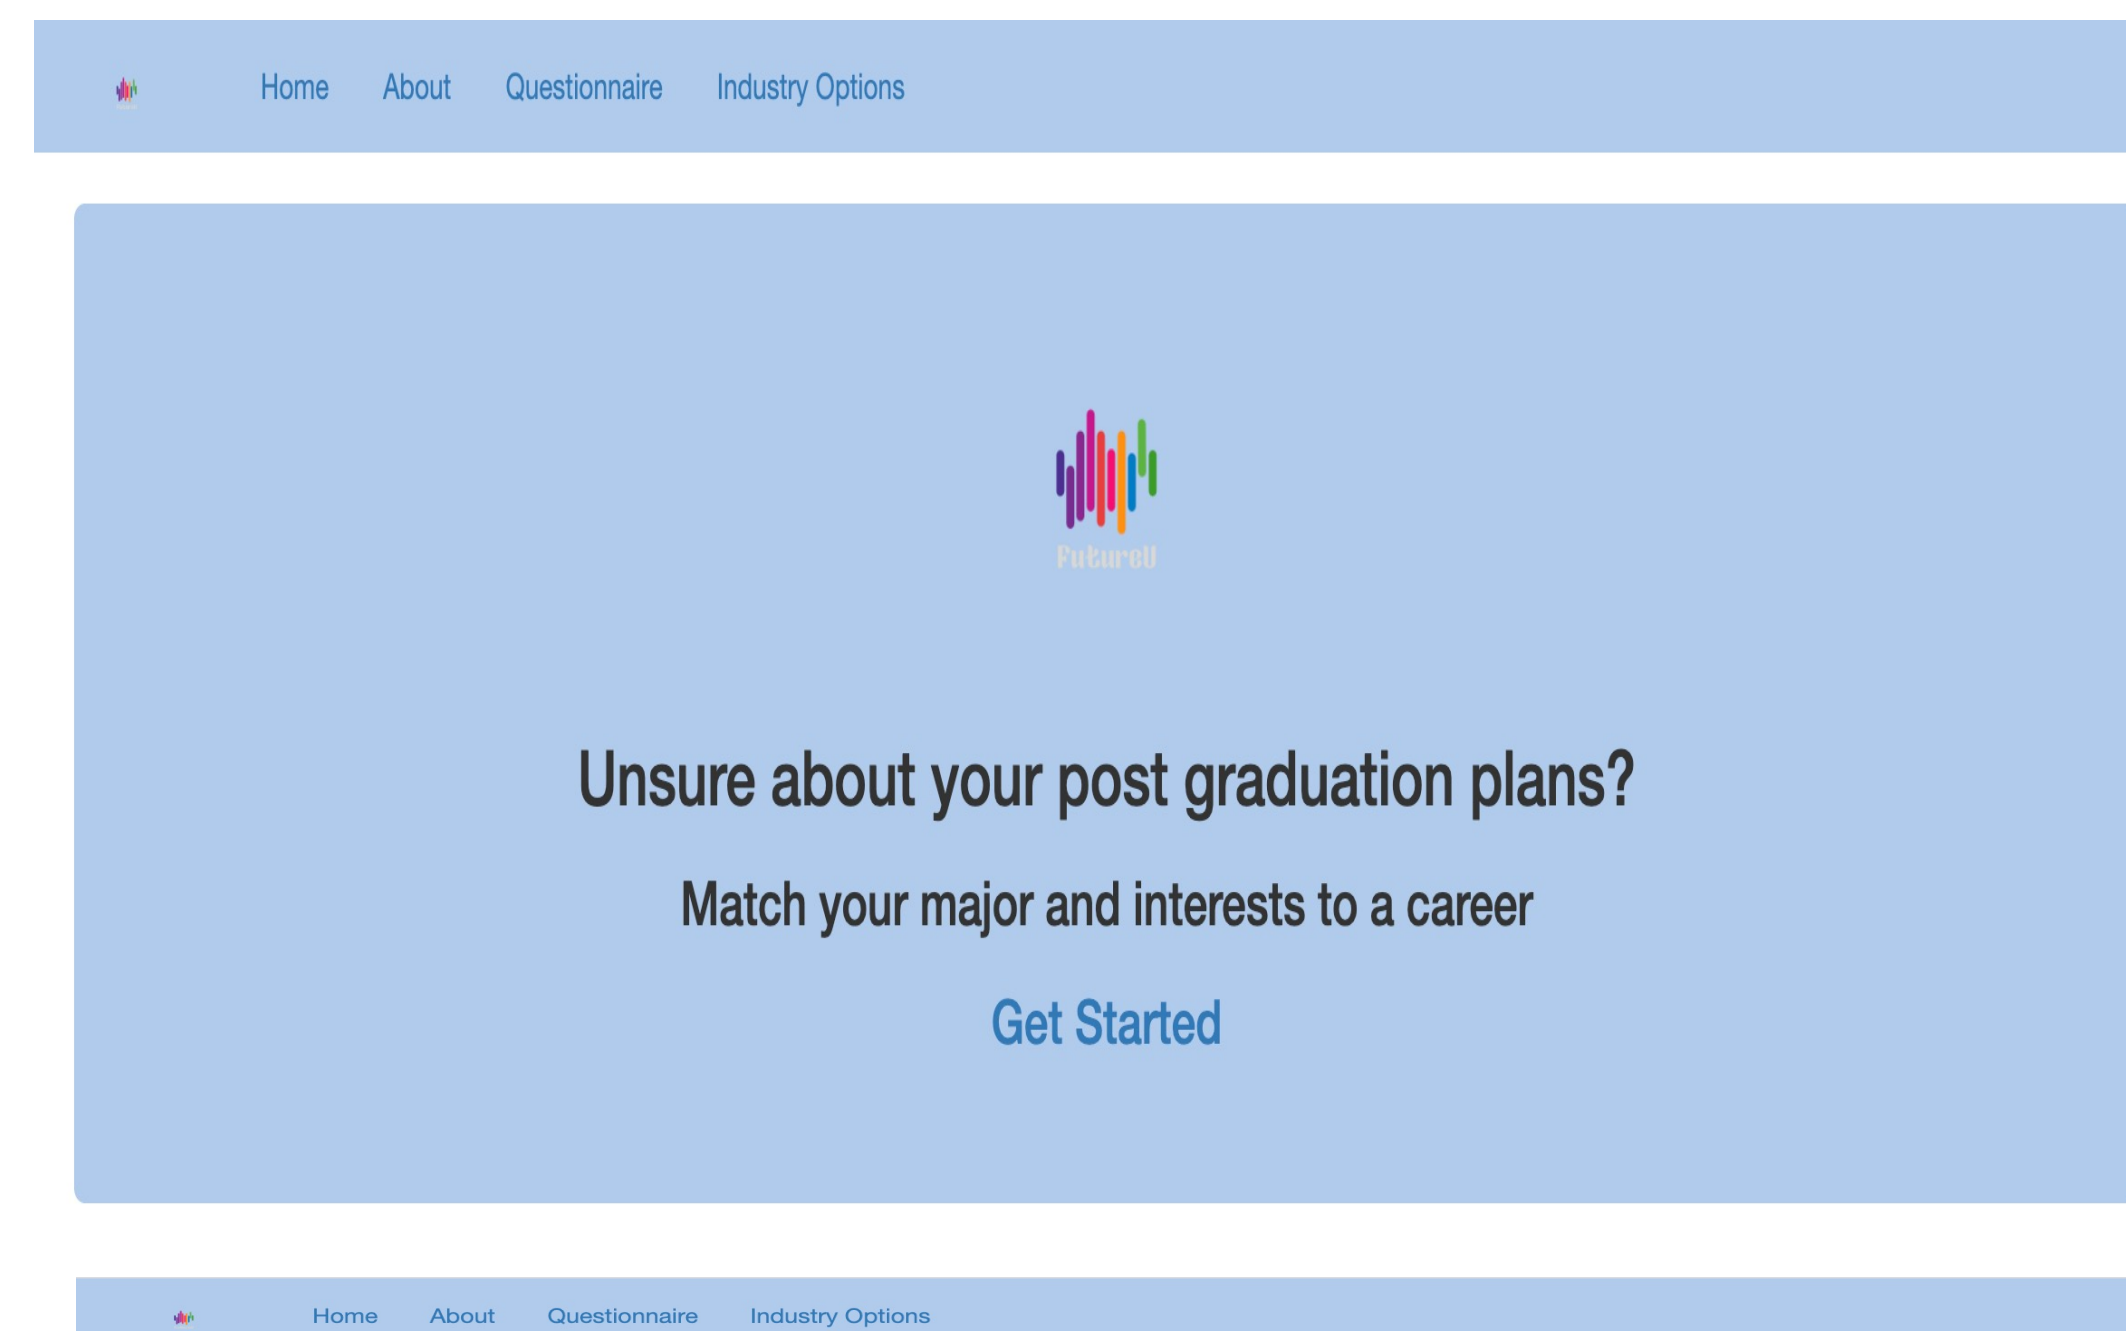 Home About Questionnaire Industry Options
FutureU
Unsure about your post graduation plans?
Match your major and interests to a career
Get Started
Home About Questionnaire Industry Options